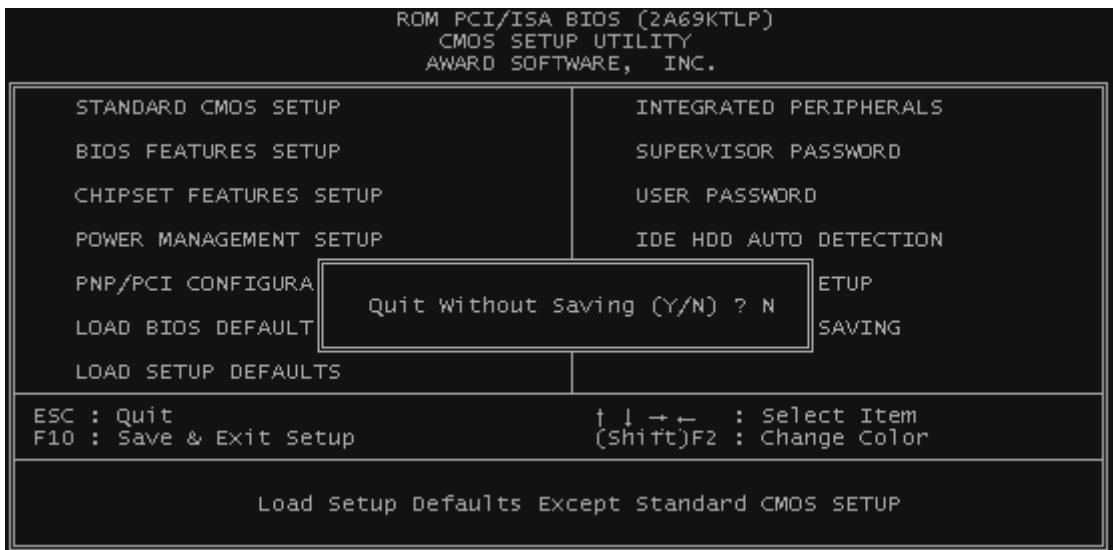 ROM PCI/ISA BIOS (2A69KTLP)
CMOS SETUP UTILITY
AWARD SOFTWARE, INC.
STANDARD CMOS SETUP
BIOS FEATURES SETUP
CHIPSET FEATURES SETUP
POWER MANAGEMENT SETUP
PNP/PCI CONFIGURA
LOAD BIOS DEFAULT
LOAD SETUP DEFAULTS
INTEGRATED PERIPHERALS
SUPERVISOR PASSWORD
USER PASSWORD
IDE HDD AUTO DETECTION
ETUP
SAVING
Quit Without Saving (Y/N) ? N
ESC : Quit
F10 : Save & Exit Setup
↑ ↓ → ← : Select Item
(Shift)F2 : Change Color
Load Setup Defaults Except Standard CMOS SETUP